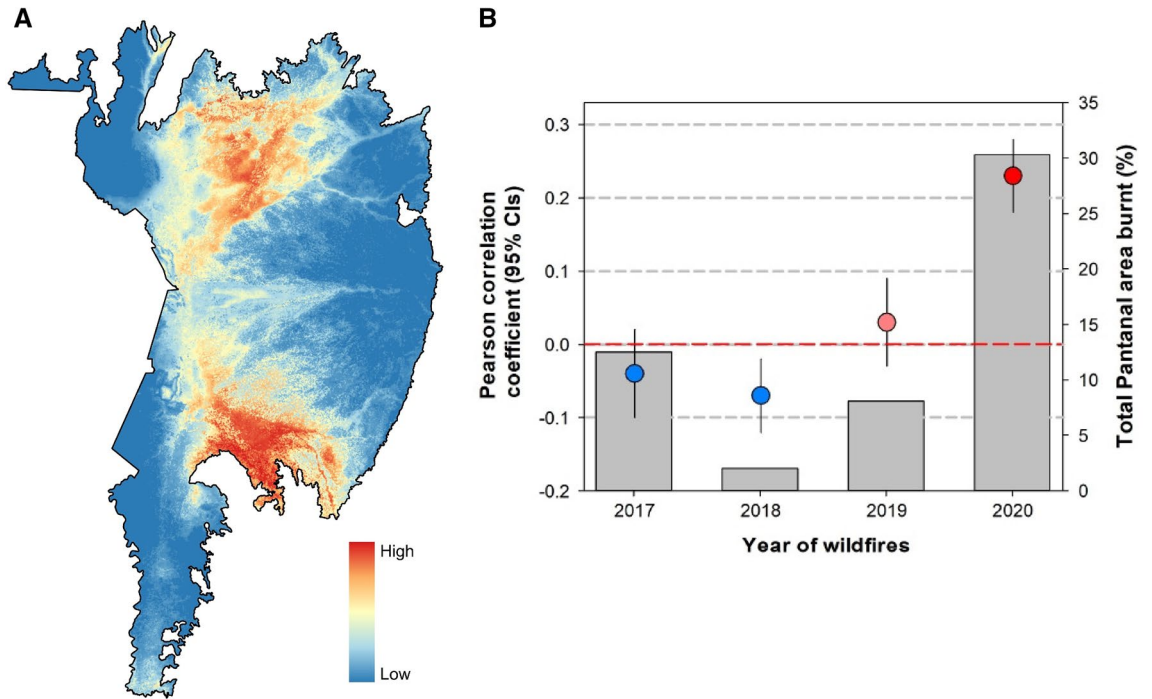 A
High
Low
B
Pearson correlation
coefficient (95% CIs)
0.3
0.2
0.1
0.0
-0.1
-0.2
35
30
25
20
15
10
5
0
Total Pantanal area burnt (%)
2017 2018 2019 2020
Year of wildfires